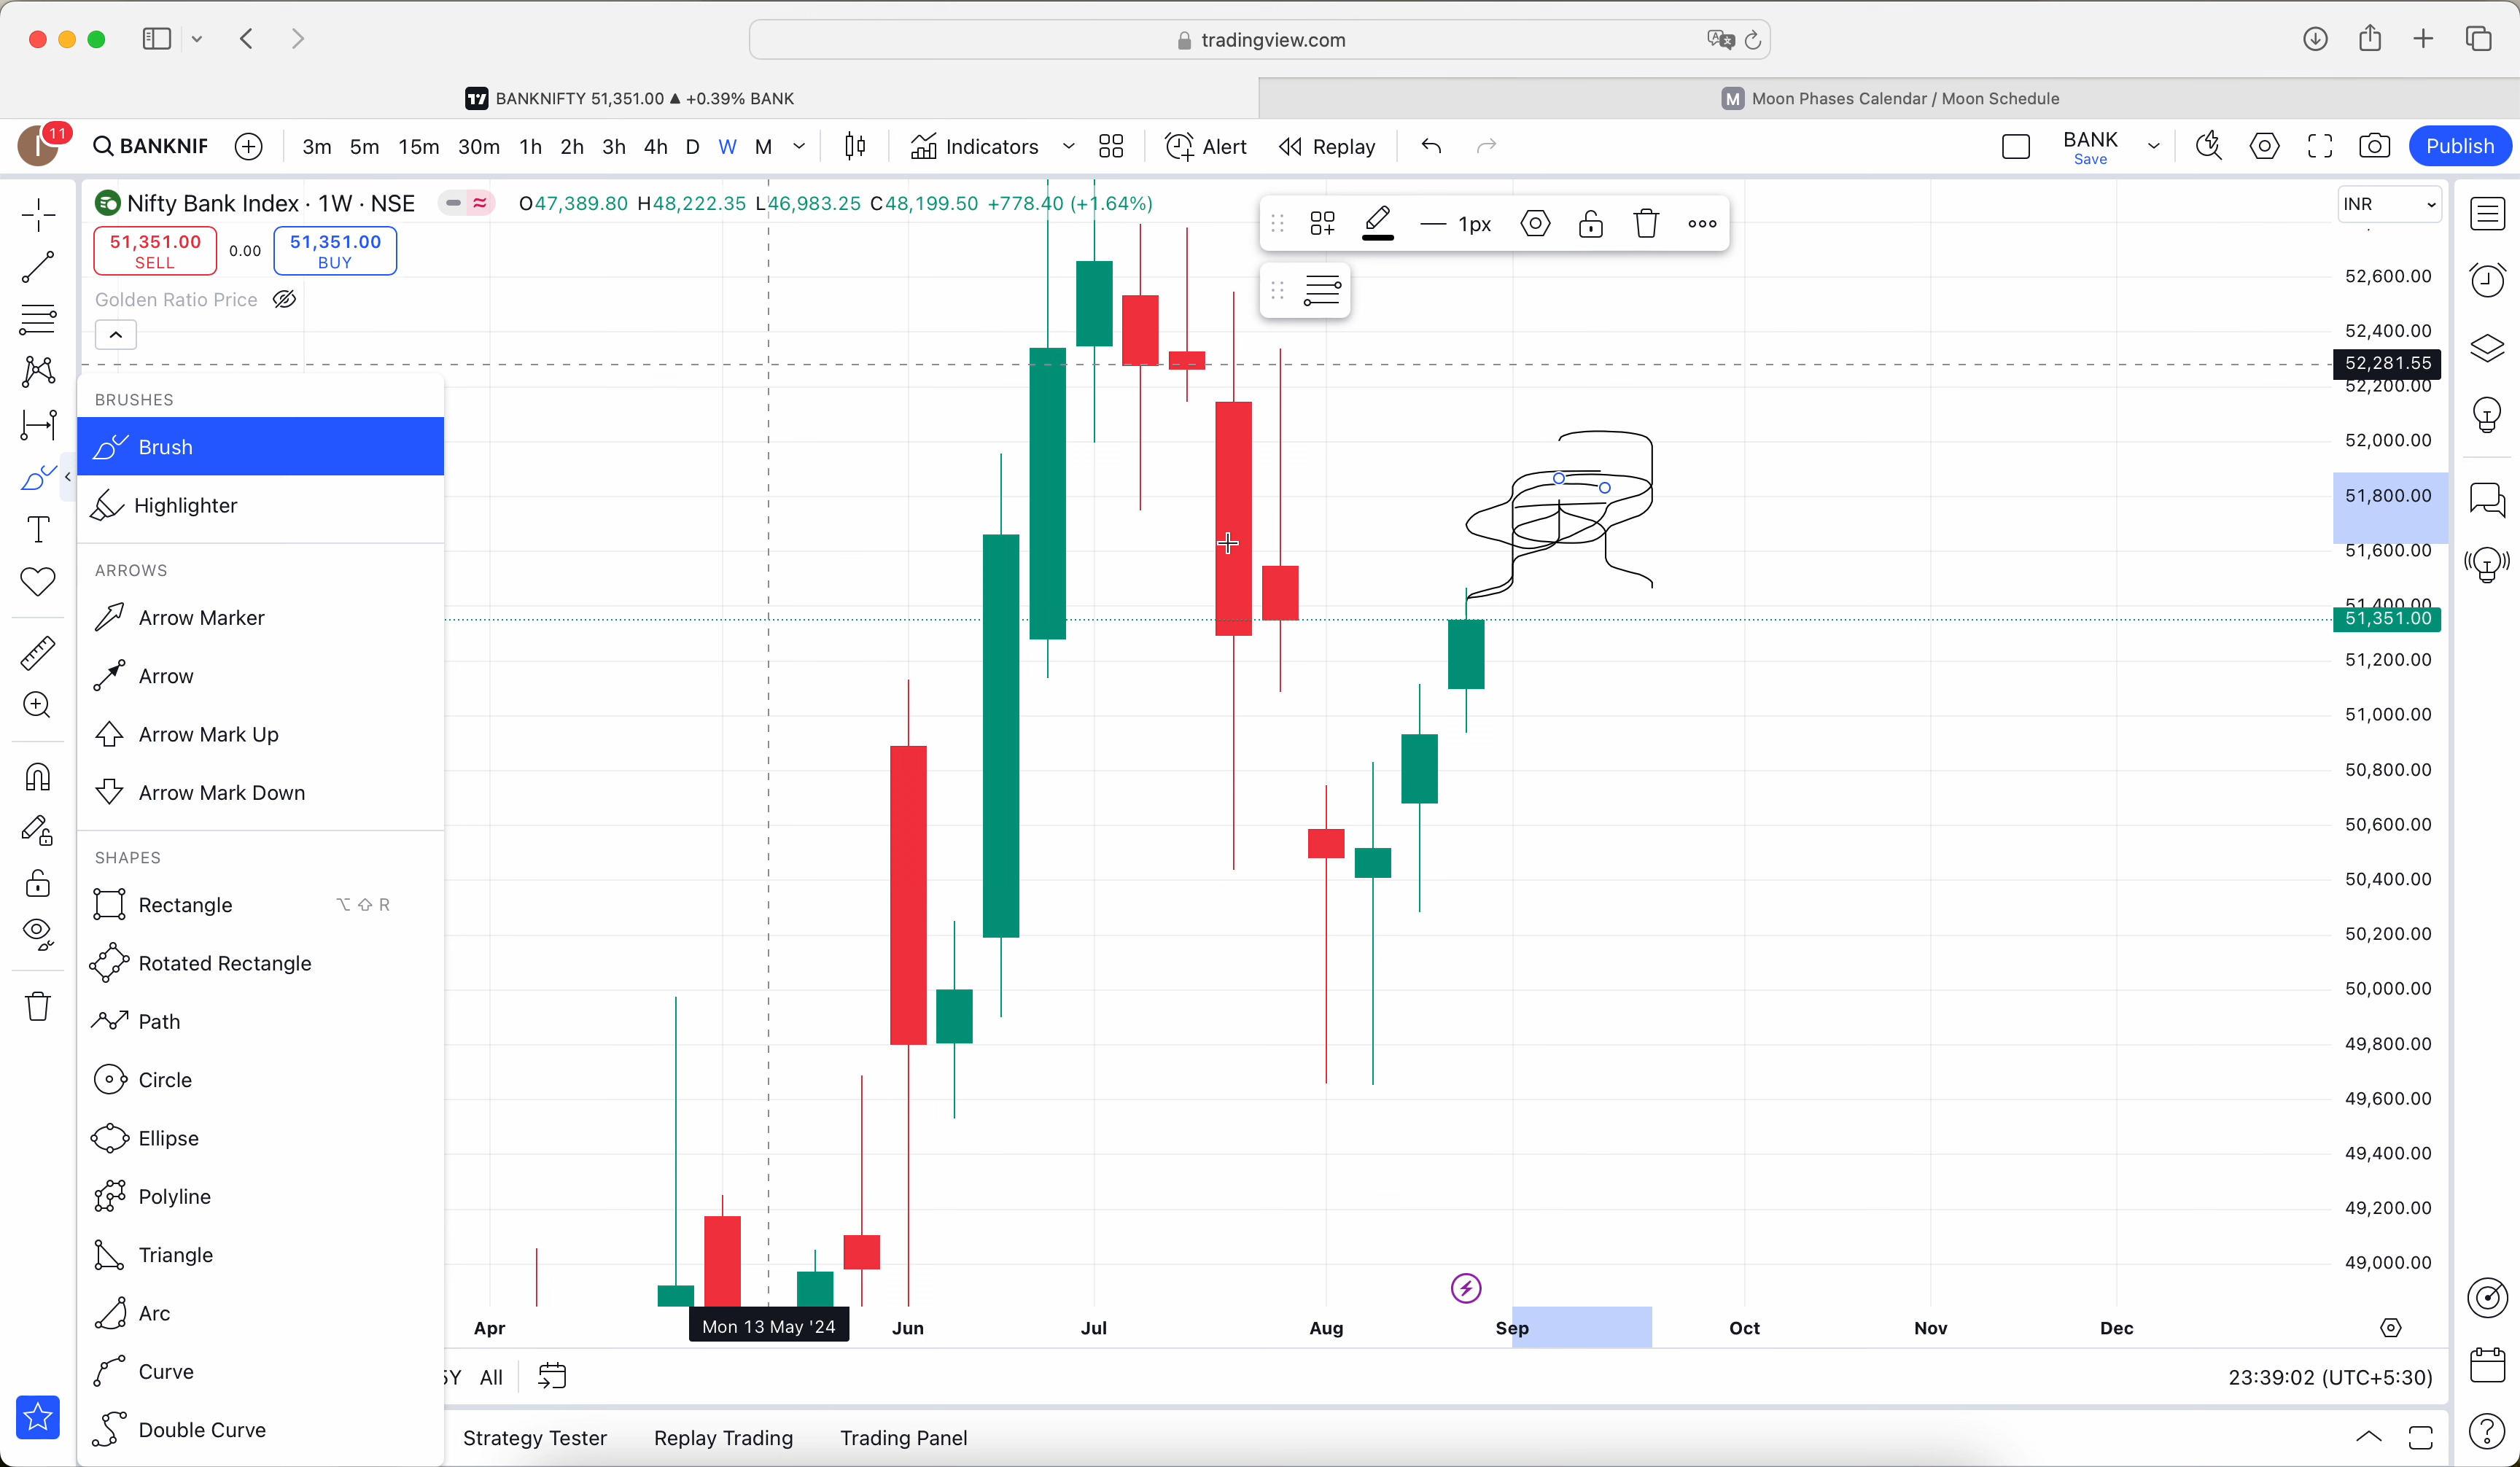 tradingview.com
BANKNIFTY 51,351.00 ▲ +0.39% BANK
M Moon Phases Calendar / Moon Schedule
11
BANKNIF 3m 5m 15m 30m 1h 2h 3h 4h D W M Indicators Alert Replay BANK Save Publish
Nifty Bank Index · 1W · NSE O47,389.80 H48,222.35 L46,983.25 C48,199.50 +778.40 (+1.64%)
1px
INR
51,351.00 SELL 0.00 51,351.00 BUY
Golden Ratio Price
52,600.00
52,400.00
52,281.55
52,200.00
52,000.00
51,800.00
51,600.00
51,400.00
51,351.00
51,200.00
51,000.00
50,800.00
50,600.00
50,400.00
50,200.00
50,000.00
49,800.00
49,600.00
49,400.00
49,200.00
49,000.00
BRUSHES
Brush
Highlighter
ARROWS
Arrow Marker
Arrow
Arrow Mark Up
Arrow Mark Down
SHAPES
Rectangle ⌥ ⇧ R
Rotated Rectangle
Path
Circle
Ellipse
Polyline
Triangle
Arc
Curve
Double Curve
Apr Mon 13 May '24 Jun Jul Aug Sep Oct Nov Dec
5Y All 23:39:02 (UTC+5:30)
Strategy Tester Replay Trading Trading Panel